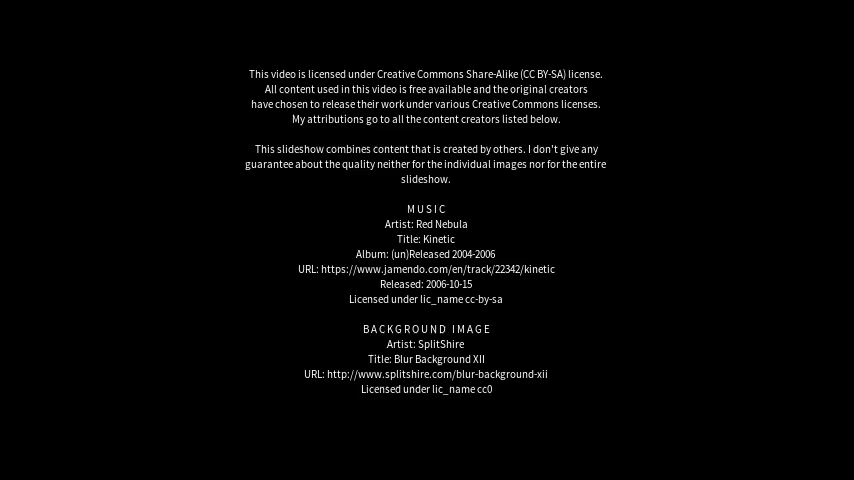 This video is licensed under Creative Commons Share-Alike (CC BY-SA) license.
All content used in this video is free available and the original creators
have chosen to release their work under various Creative Commons licenses.
My attributions go to all the content creators listed below.
This slideshow combines content that is created by others. I don't give any
guarantee about the quality neither for the individual images nor for the entire
slideshow.
MUSIC
Artist: Red Nebula
Title: Kinetic
Album: (un)Released 2004-2006
URL: https://www.jamendo.com/en/track/22342/kinetic
Released: 2006-10-15
Licensed under lic_name cc-by-sa
BACKGROUND IMAGE
Artist: SplitShire
Title: Blur Background XII
URL: http://www.splitshire.com/blur-background-xii
Licensed under lic_name cc0